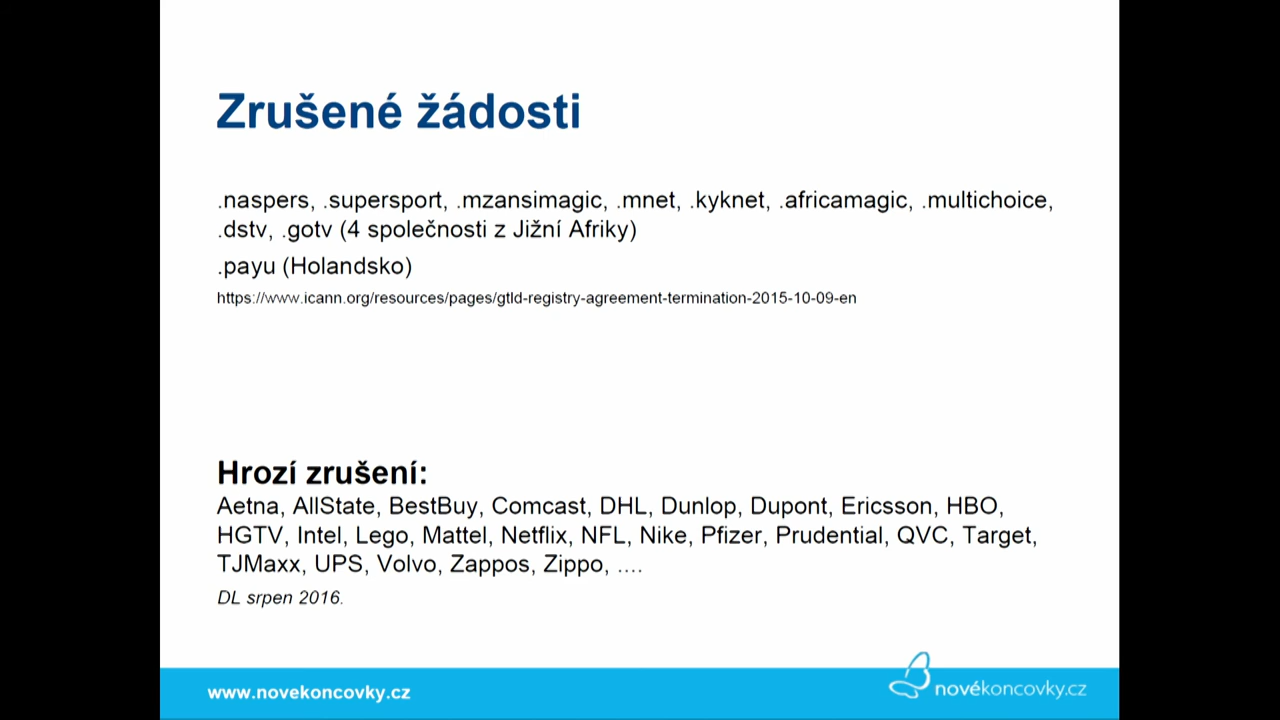 Zrušené žádosti
.naspers, .supersport, .mzansimagic, .mnet, .kyknet, .africamagic, .multichoice,
.dstv, .gotv (4 společnosti z Jižní Afriky)
.payu (Holandsko)
https://www.icann.org/resources/pages/gtld-registry-agreement-termination-2015-10-09-en
Hrozí zrušení:
Aetna, AllState, BestBuy, Comcast, DHL, Dunlop, Dupont, Ericsson, HBO,
HGTV, Intel, Lego, Mattel, Netflix, NFL, Nike, Pfizer, Prudential, QVC, Target,
TJMaxx, UPS, Volvo, Zappos, Zippo, ....
DL srpen 2016.
www.novekoncovky.cz
novékoncovky.cz